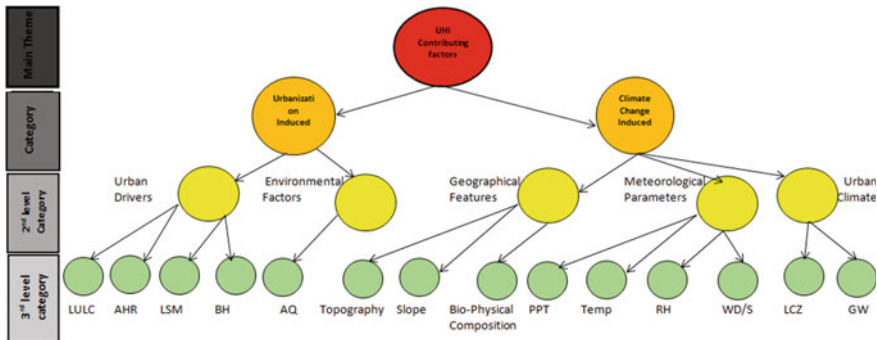 Main Theme
UHI
Contributing
factors
Category
Urbanizati
on
Induced
Climate
Change
Induced
2nd level
Category
Urban
Drivers
Environmental
Factors
Geographical
Features
Meteorological
Parameters
Urban
Climate
3rd level
category
LULC
AHR
LSM
BH
AQ
Topography
Slope
Bio-Physical
Composition
PPT
Temp
RH
WD/S
LCZ
GW